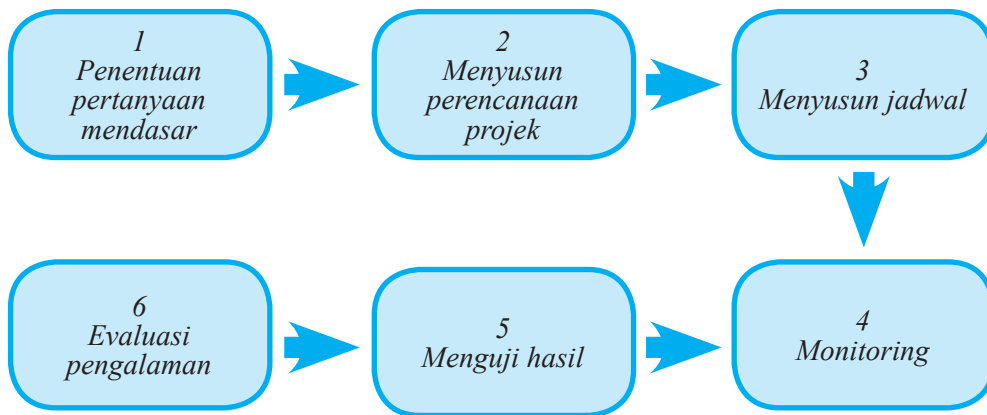 1
Penentuan
pertanyaan
mendasar
2
Menyusun
perencanaan
projek
3
Menyusun jadwal
6
Evaluasi
pengalaman
5
Menguji hasil
4
Monitoring